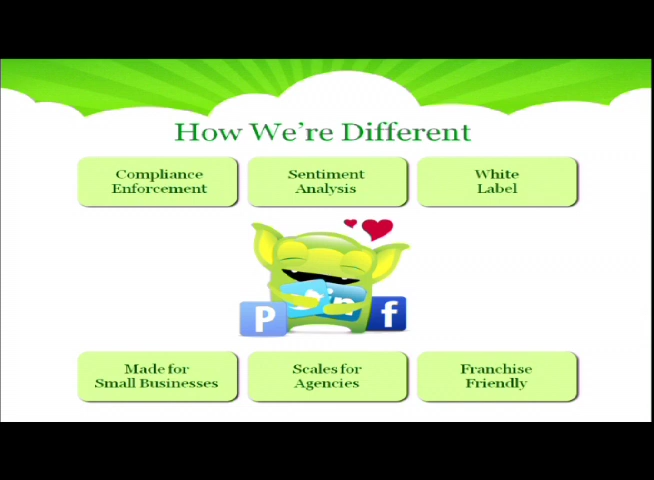 How We're Different
Compliance
Enforcement
Sentiment
Analysis
White
Label
P
in
f
Made for
Small Businesses
Scales for
Agencies
Franchise
Friendly